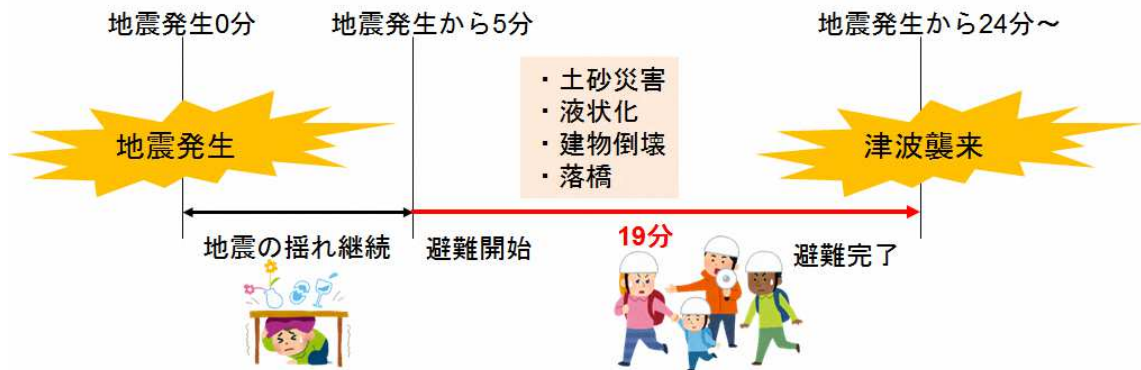 地震発生0分
地震発生から5分
地震発生から24分～
・土砂災害
・液状化
・建物倒壊
・落橋
地震発生
津波襲来
地震の揺れ継続
避難開始
19分
避難完了